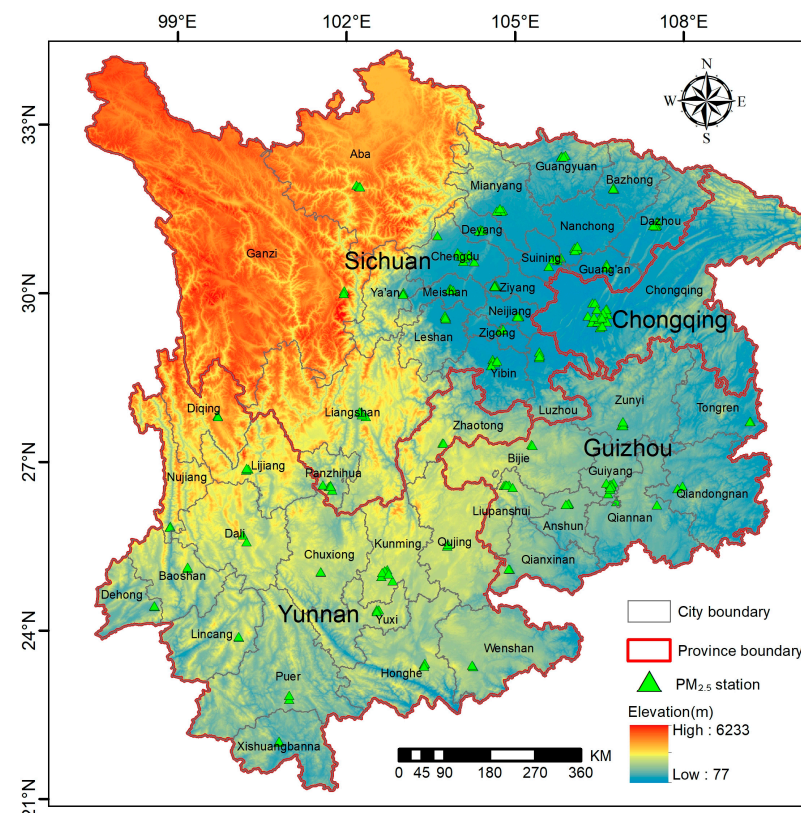 99°E 102°E 105°E 108°E
33°N
30°N
27°N
24°N
21°N
N
W E
S
Aba
Guangyuan
Bazhong
Mianyang
Dazhou
Nanchong
Deyang
Ganzi
Sichuan
Chengdu
Suining
Guang'an
Chongqing
Ya'an
Meishan
Ziyang
Neijiang
Chongqing
Leshan
Zigong
Yibin
Diqing
Liangshan
Luzhou
Zunyi
Tongren
Zhaotong
Guizhou
Bijie
Nujiang
Lijiang
Panzhihua
Guiyang
Qiandongnan
Liupanshui
Anshun
Qiannan
Dali
Chuxiong
Kunming
Qujing
Qianxinan
Baoshan
Dehong
Yunnan
Yuxi
Lincang
Wenshan
Puer
Honghe
Xishuangbanna
City boundary
Province boundary
PM2.5 station
Elevation(m)
High : 6233
Low : 77
KM
0 45 90 180 270 360